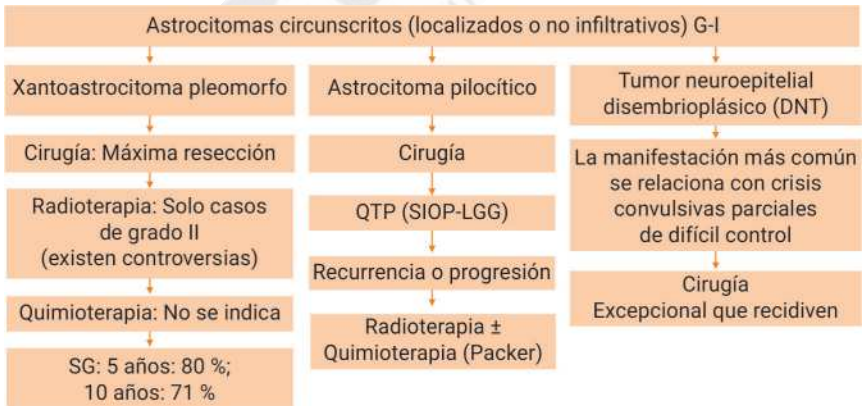 Astrocitomas circunscritos (localizados o no infiltrativos) G-I
Xantoastrocitoma pleomorfo
Cirugía: Máxima resección
Radioterapia: Solo casos
de grado II
(existen controversias)
Quimioterapia: No se indica
SG: 5 años: 80 %;
10 años: 71 %
Astrocitoma pilocítico
Cirugía
QTP (SIOP-LGG)
Recurrencia o progresión
Radioterapia ±
Quimioterapia (Packer)
Tumor neuroepitelial
disembrioplásico (DNT)
La manifestación más común
se relaciona con crisis
convulsivas parciales
de difícil control
Cirugía
Excepcional que recidiven